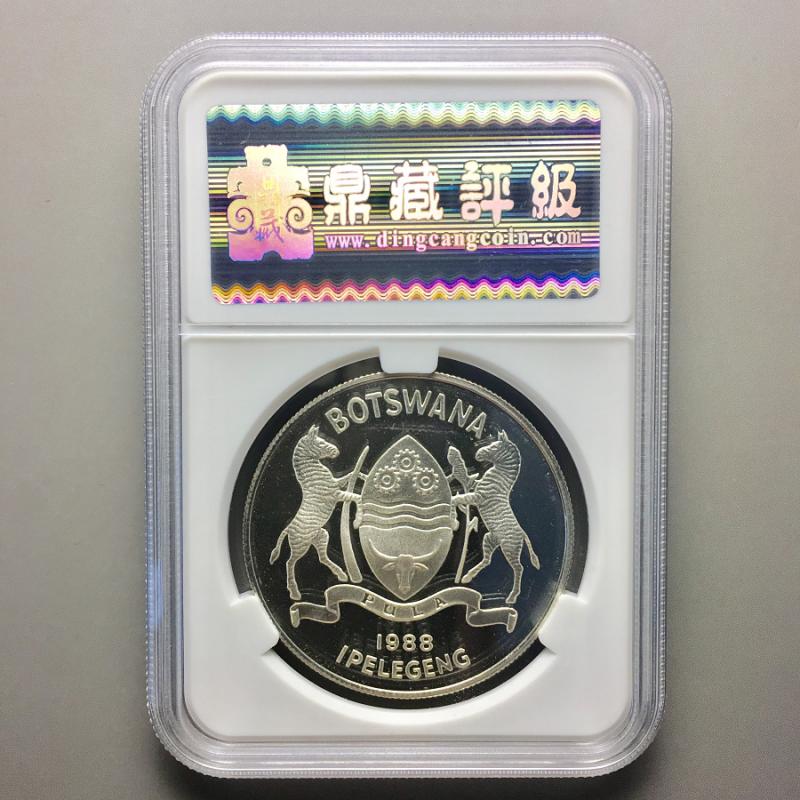 鼎藏評級
www.dingcangcoin.com
BOTSWANA
PULA
1988
IPELEGENG